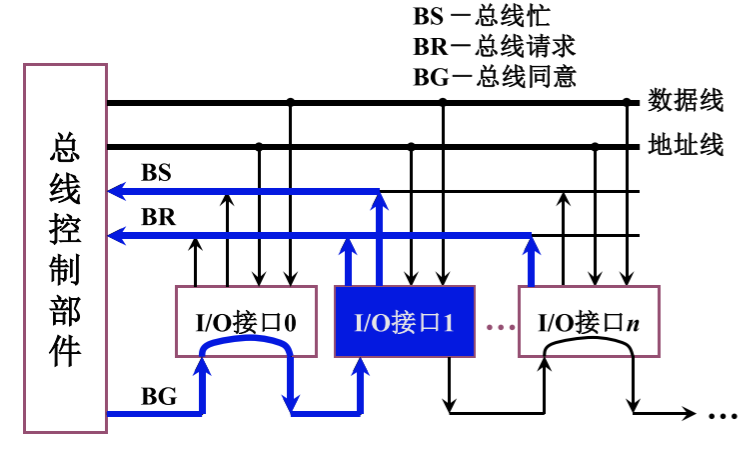 BS－总线忙
BR－总线请求
BG－总线同意
数据线
地址线
总线控制部件
BS
BR
I/O接口0
I/O接口1
…
I/O接口n
BG
…